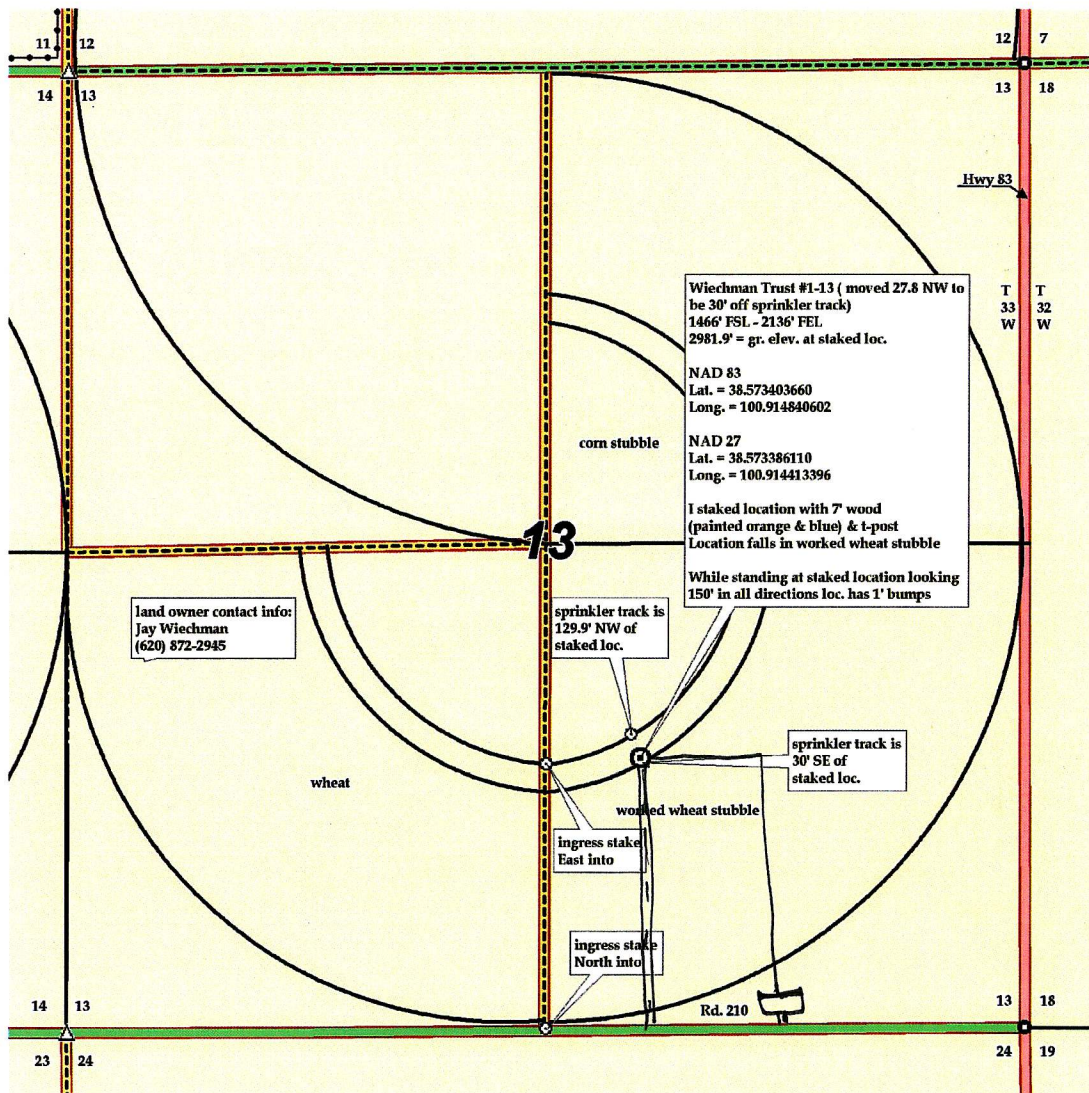 11 12
12 7
14 13
13 18
Hwy 83
T T
33 32
W W
Wiechman Trust #1-13 ( moved 27.8 NW to
be 30' off sprinkler track)
1466' FSL - 2136' FEL
2981.9' = gr. elev. at staked loc.
NAD 83
Lat. = 38.573403660
Long. = 100.914840602
NAD 27
Lat. = 38.573386110
Long. = 100.914413396
I staked location with 7' wood
(painted orange & blue) & t-post
Location falls in worked wheat stubble
While standing at staked location looking
150' in all directions loc. has 1' bumps
corn stubble
13
land owner contact info:
Jay Wiechman
(620) 872-2945
sprinkler track is
129.9' NW of
staked loc.
sprinkler track is
30' SE of
staked loc.
wheat
worked wheat stubble
ingress stake
East into
ingress stake
North into
Rd. 210
14 13
13 18
23 24
24 19